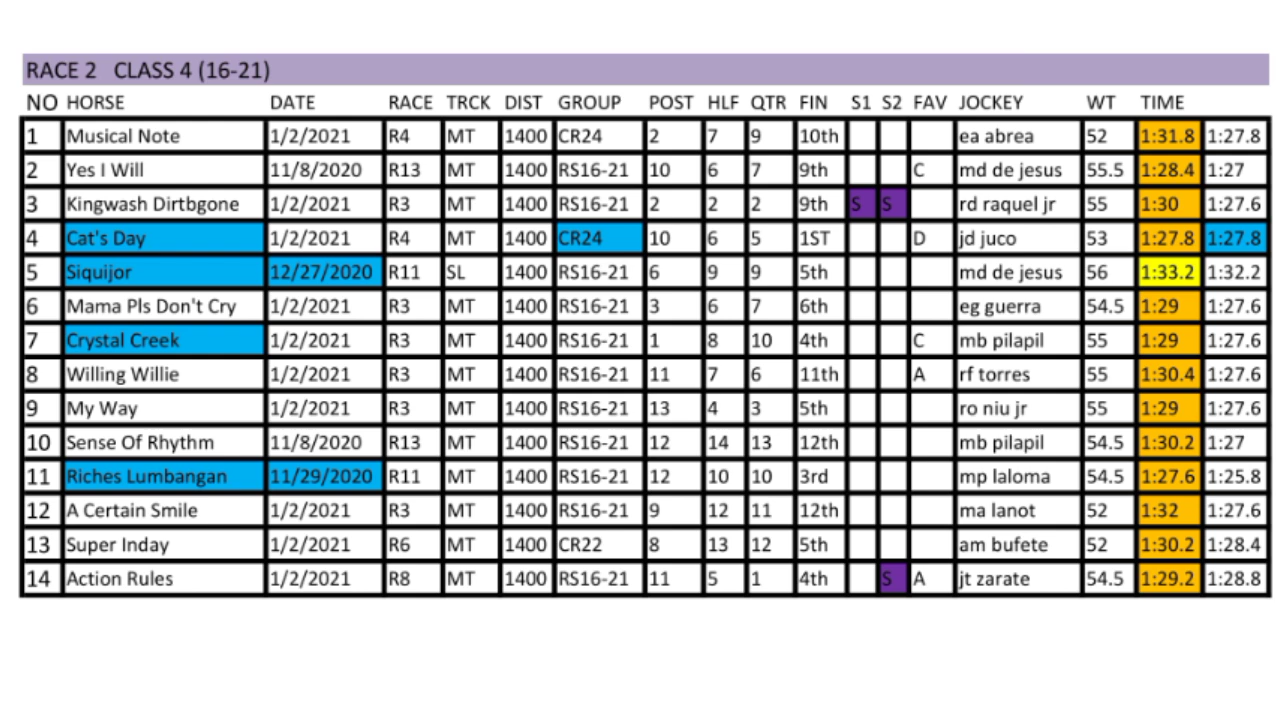 RACE 2 CLASS 4 (16-21)
NO HORSE DATE RACE TRCK DIST GROUP POST HLF QTR FIN S1 S2 FAV JOCKEY WT TIME
1 Musical Note 1/2/2021 R4 MT 1400 CR24 2 7 9 10th ea abrea 52 1:31.8 1:27.8
2 Yes I Will 11/8/2020 R13 MT 1400 RS16-21 10 6 7 9th C md de jesus 55.5 1:28.4 1:27
3 Kingwash Dirtbgone 1/2/2021 R3 MT 1400 RS16-21 2 2 2 9th S S rd raquel jr 55 1:30 1:27.6
4 Cat's Day 1/2/2021 R4 MT 1400 CR24 10 6 5 1ST D jd juco 53 1:27.8 1:27.8
5 Siquijor 12/27/2020 R11 SL 1400 RS16-21 6 9 9 5th md de jesus 56 1:33.2 1:32.2
6 Mama Pls Don't Cry 1/2/2021 R3 MT 1400 RS16-21 3 6 7 6th eg guerra 54.5 1:29 1:27.6
7 Crystal Creek 1/2/2021 R3 MT 1400 RS16-21 1 8 10 4th C mb pilapil 55 1:29 1:27.6
8 Willing Willie 1/2/2021 R3 MT 1400 RS16-21 11 7 6 11th A rf torres 55 1:30.4 1:27.6
9 My Way 1/2/2021 R3 MT 1400 RS16-21 13 4 3 5th ro niu jr 55 1:29 1:27.6
10 Sense Of Rhythm 11/8/2020 R13 MT 1400 RS16-21 12 14 13 12th mb pilapil 54.5 1:30.2 1:27
11 Riches Lumbangan 11/29/2020 R11 MT 1400 RS16-21 12 10 10 3rd mp laloma 54.5 1:27.6 1:25.8
12 A Certain Smile 1/2/2021 R3 MT 1400 RS16-21 9 12 11 12th ma lanot 52 1:32 1:27.6
13 Super Inday 1/2/2021 R6 MT 1400 CR22 8 13 12 5th am bufete 52 1:30.2 1:28.4
14 Action Rules 1/2/2021 R8 MT 1400 RS16-21 11 5 1 4th S A jt zarate 54.5 1:29.2 1:28.8